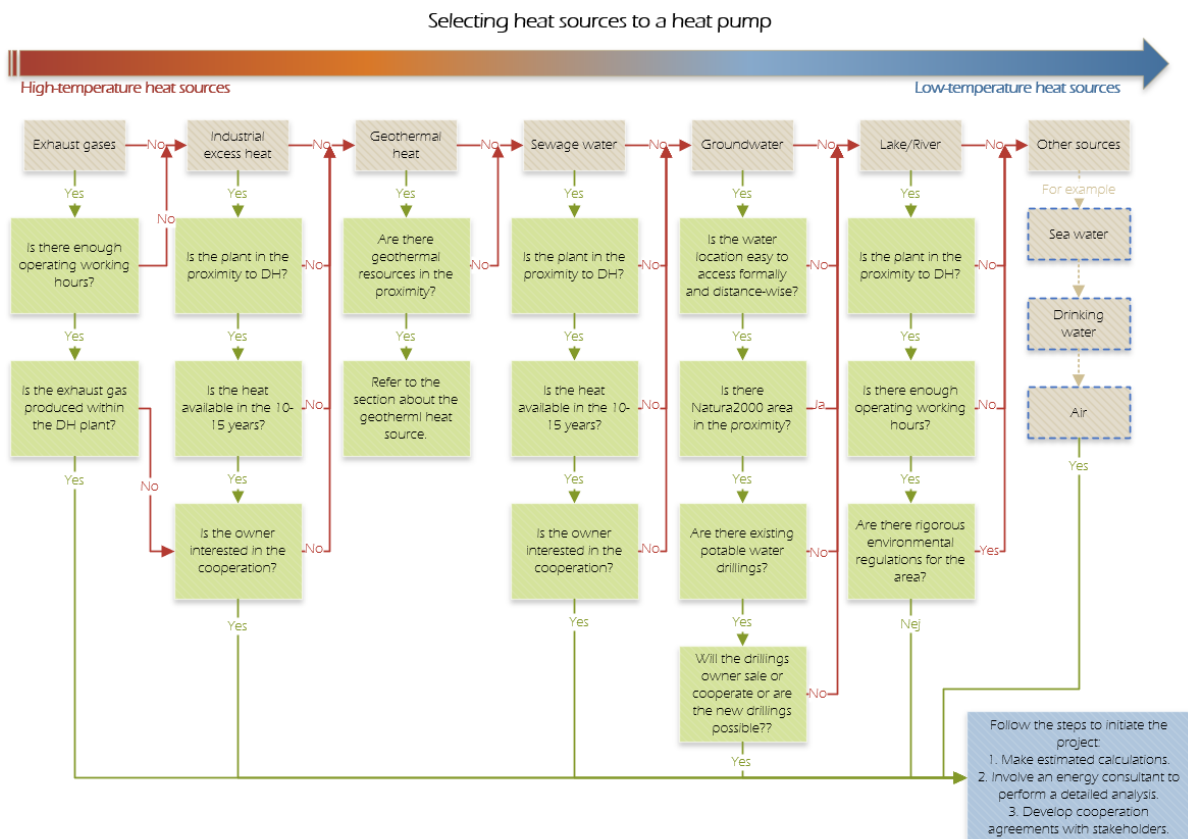 Selecting heat sources to a heat pump
High-temperature heat sources
Low-temperature heat sources
Exhaust gases
No
Industrial
excess heat
No
Geothermal
heat
No
Sewage water
No
Groundwater
No
Lake/River
No
Other sources
Yes
Yes
Yes
Yes
Yes
Yes
For example
No
Is there enough
operating working
hours?
Is the plant in the
proximity to DH?
No
Are there
geothermal
resources in the
proximity?
No
Is the plant in the
proximity to DH?
No
Is the water
location easy to
access formally
and distance-wise?
No
Is the plant in the
proximity to DH?
No
Sea water
Yes
Yes
Yes
Yes
Yes
Yes
Drinking
water
Is the exhaust gas
produced within
the DH plant?
Is the heat
available in the 10-
15 years?
No
Refer to the
section about the
geotherml heat
source.
Is the heat
available in the 10-
15 years?
No
Is there
Natura2000 area
in the proximity?
Ja
Is there enough
operating working
hours?
No
Air
Yes
No
Yes
Yes
Yes
Yes
Yes
Is the owner
interested in the
cooperation?
No
Is the owner
interested in the
cooperation?
No
Are there existing
potable water
drillings?
No
Are there rigorous
environmental
regulations for the
area?
Yes
Yes
Yes
Yes
Nej
Will the drillings
owner sale or
cooperate or are
the new drillings
possible??
No
Yes
Follow the steps to initiate the
project:
1. Make estimated calculations.
2. Involve an energy consultant to
perform a detailed analysis.
3. Develop cooperation
agreements with stakeholders.